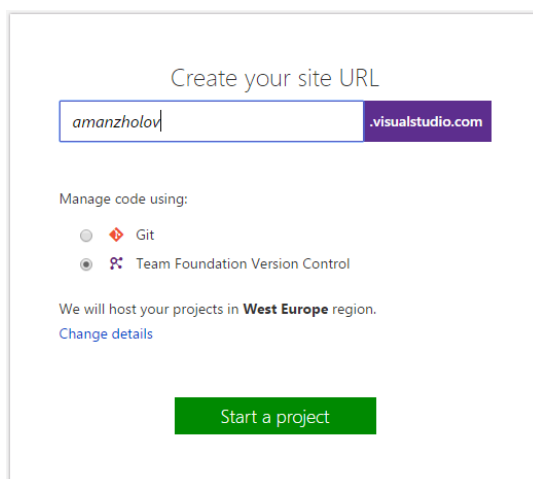 Create your site URL
amanzholov .visualstudio.com
Manage code using:
Git
Team Foundation Version Control
We will host your projects in West Europe region.
Change details
Start a project